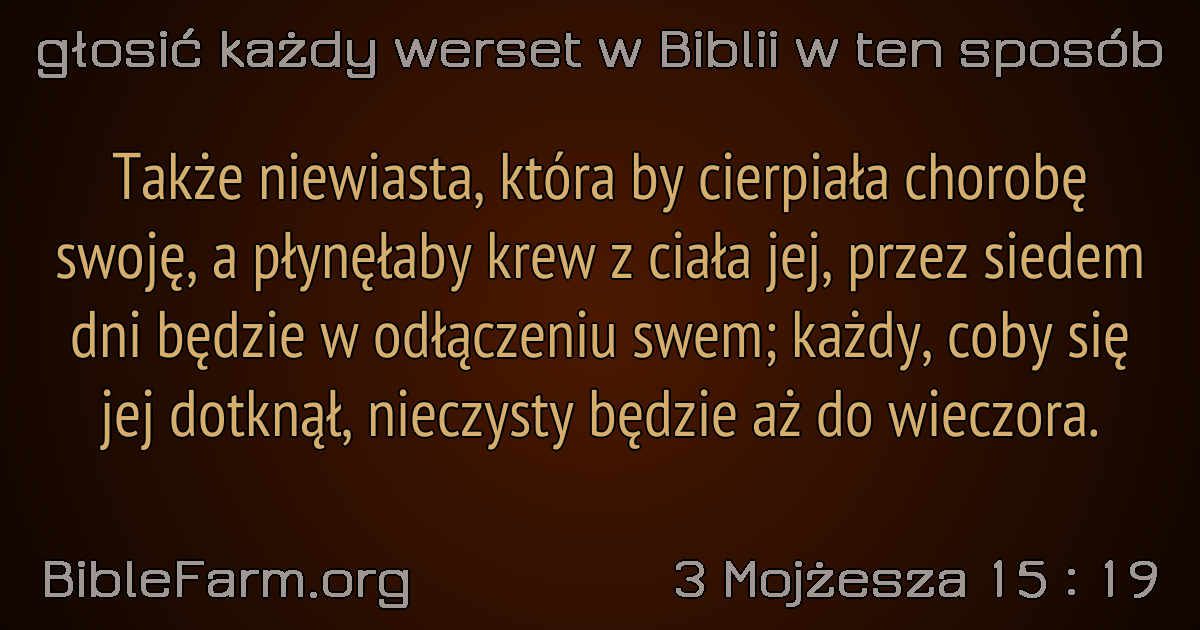 głosić każdy werset w Biblii w ten sposób
Także niewiasta, która by cierpiała chorobę
swoję, a płynęłaby krew z ciała jej, przez siedem
dni będzie w odłączeniu swem; każdy, coby się
jej dotknął, nieczysty będzie aż do wieczora.
BibleFarm.org
3 Mojżesza 15 : 19